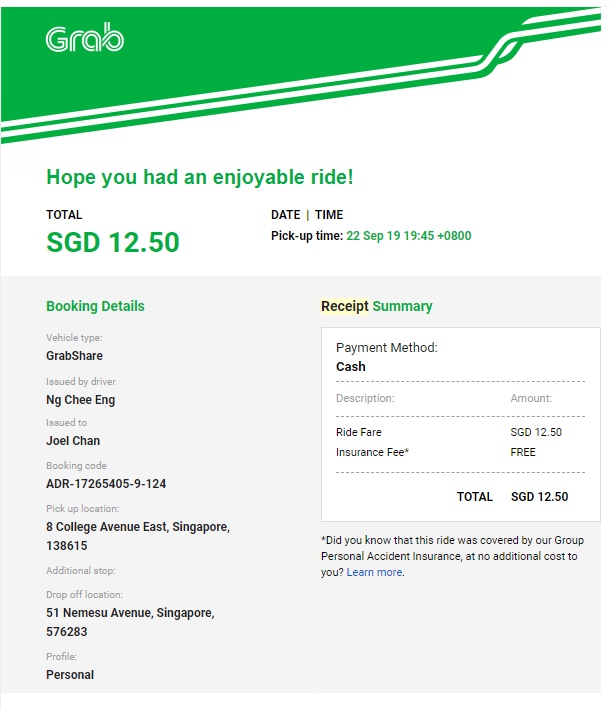 Grab
Hope you had an enjoyable ride!
TOTAL
SGD 12.50
DATE | TIME
Pick-up time: 22 Sep 19 19:45 +0800
Booking Details
Vehicle type:
GrabShare
Issued by driver
Ng Chee Eng
Issued to
Joel Chan
Booking code
ADR-17265405-9-124
Pick up location:
8 College Avenue East, Singapore,
138615
Additional stop:
Drop off location:
51 Nemesu Avenue, Singapore,
576283
Profile:
Personal
Receipt Summary
Payment Method:
Cash
Description: Amount:
Ride Fare SGD 12.50
Insurance Fee* FREE
TOTAL SGD 12.50
*Did you know that this ride was covered by our Group
Personal Accident Insurance, at no additional cost to
you? Learn more.